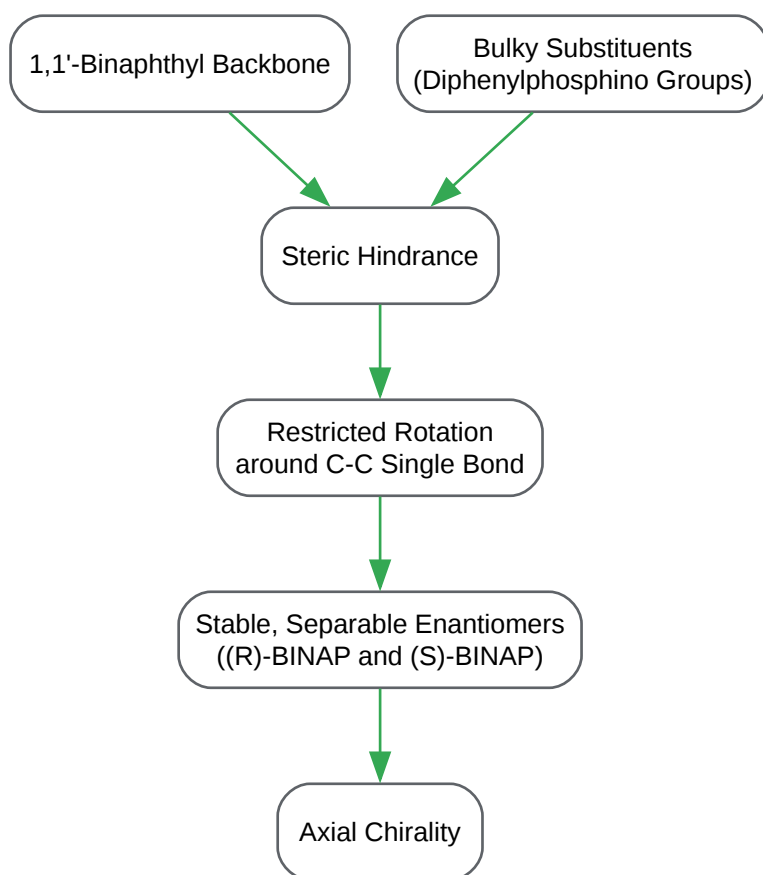 1,1'-Binaphthyl Backbone
Bulky Substituents
(Diphenylphosphino Groups)
Steric Hindrance
Restricted Rotation
around C-C Single Bond
Stable, Separable Enantiomers
((R)-BINAP and (S)-BINAP)
Axial Chirality